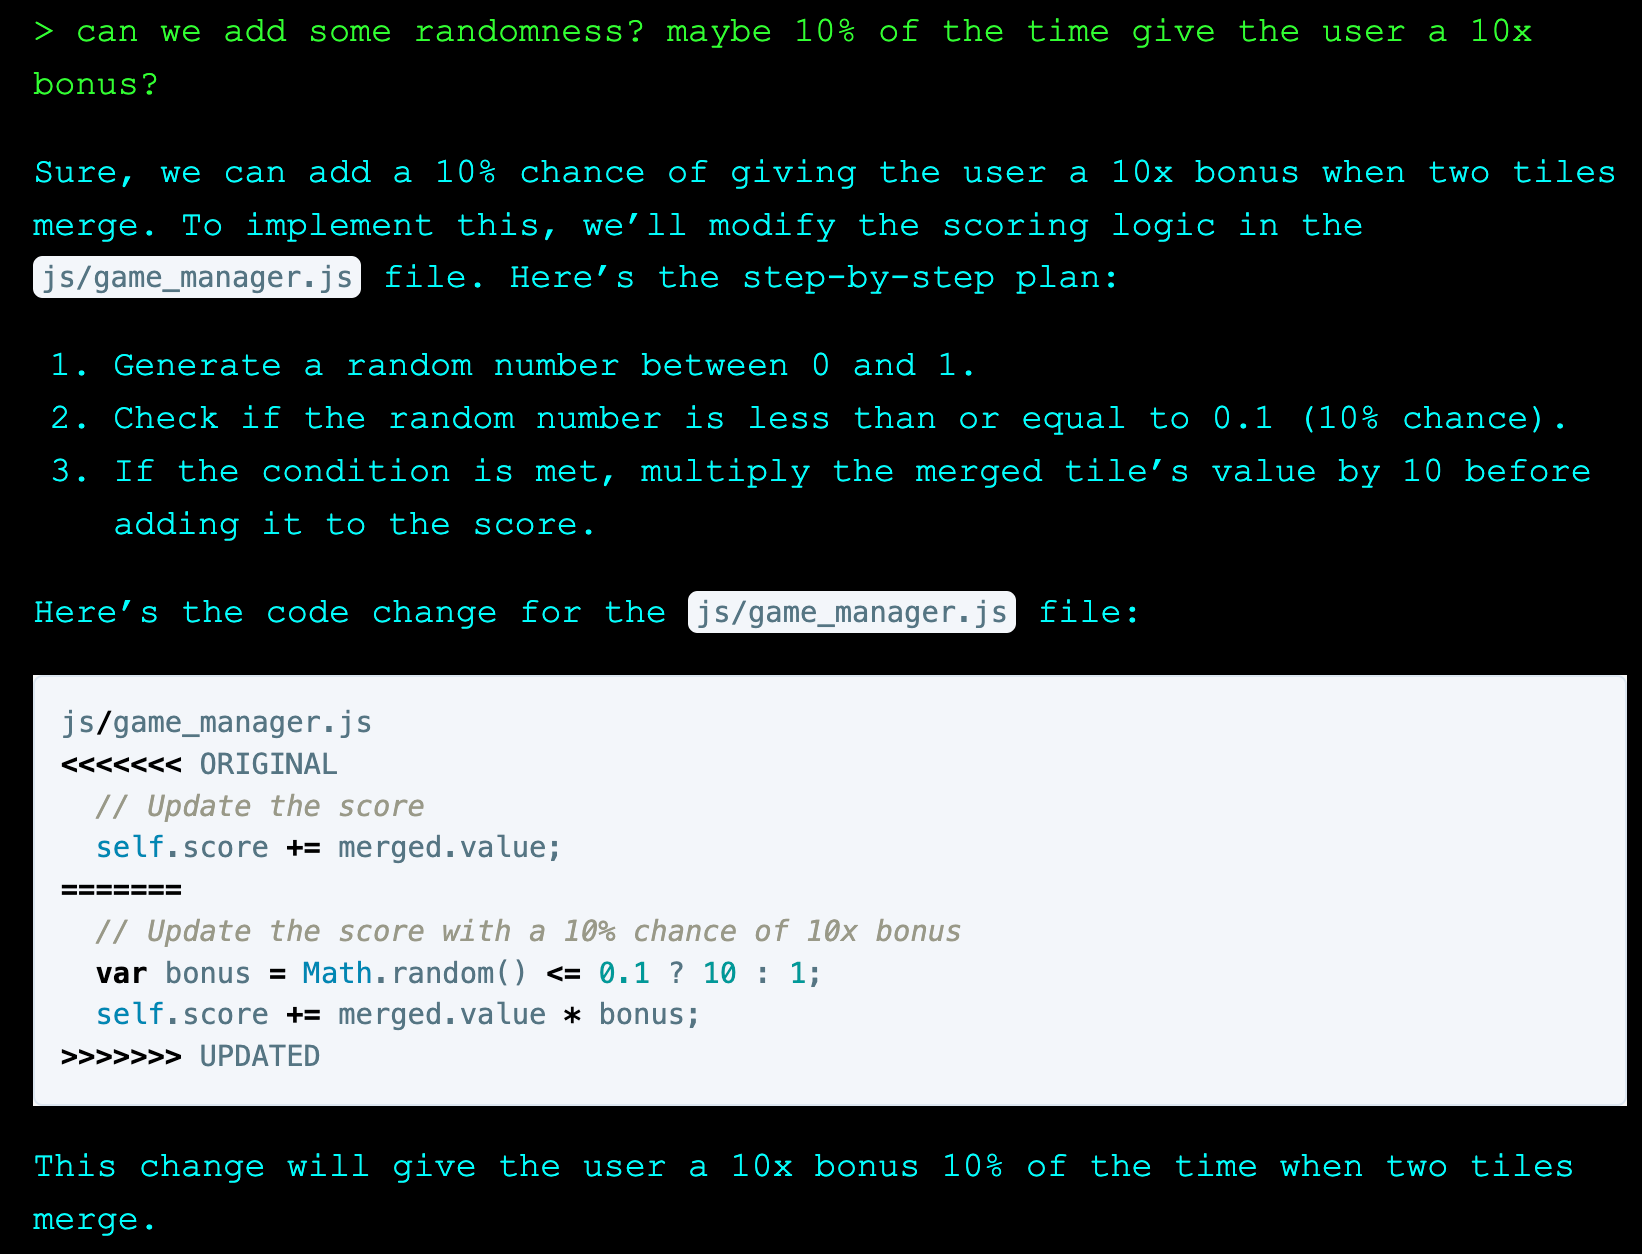 > can we add some randomness? maybe 10% of the time give the user a 10x
bonus?
Sure, we can add a 10% chance of giving the user a 10x bonus when two tiles
merge. To implement this, we’ll modify the scoring logic in the
js/game_manager.js file. Here’s the step-by-step plan:
1. Generate a random number between 0 and 1.
2. Check if the random number is less than or equal to 0.1 (10% chance).
3. If the condition is met, multiply the merged tile’s value by 10 before
adding it to the score.
Here’s the code change for the js/game_manager.js file:
js/game_manager.js
<<<<<<< ORIGINAL
  // Update the score
  self.score += merged.value;
=======
  // Update the score with a 10% chance of 10x bonus
  var bonus = Math.random() <= 0.1 ? 10 : 1;
  self.score += merged.value * bonus;
>>>>>>> UPDATED
This change will give the user a 10x bonus 10% of the time when two tiles
merge.